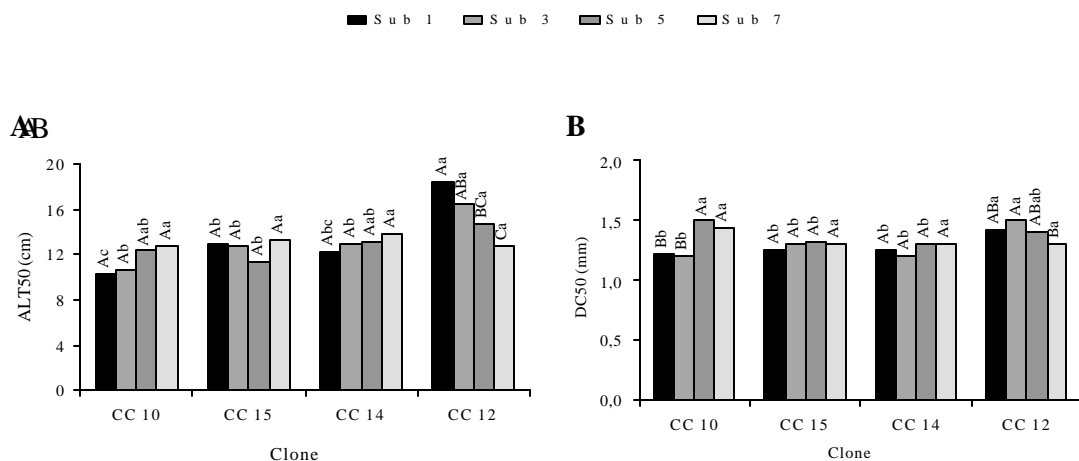 Sub 1 Sub 3 Sub 5 Sub 7
AAB
B
ALT50 (cm)
20
16
12
8
4
0
Ac Ab Aab Aa
Ab Ab Ab Aa
Abc Ab Aab Aa
Aa ABa BCa Ca
CC 10 CC 15 CC 14 CC 12
Clone
DC50 (mm)
2,0
1,5
1,0
0,5
0,0
Bb Bb Aa Aa
Ab Ab Ab Aa
Ab Ab Ab Aa
ABa Aa ABab Ba
CC 10 CC 15 CC 14 CC 12
Clone